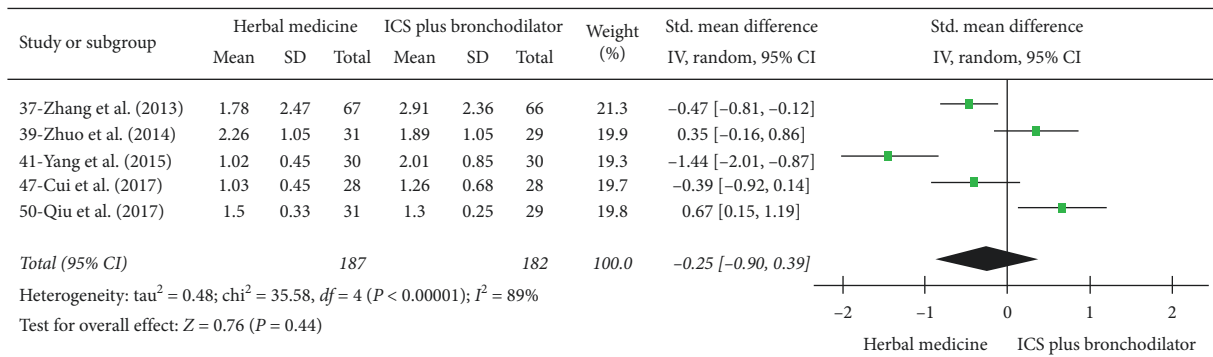 Study or subgroup Herbal medicine ICS plus bronchodilator Weight (%) Std. mean difference Std. mean difference
Mean SD Total Mean SD Total IV, random, 95% CI IV, random, 95% CI
37-Zhang et al. (2013) 1.78 2.47 67 2.91 2.36 66 21.3 –0.47 [–0.81, –0.12]
39-Zhuo et al. (2014) 2.26 1.05 31 1.89 1.05 29 19.9 0.35 [–0.16, 0.86]
41-Yang et al. (2015) 1.02 0.45 30 2.01 0.85 30 19.3 –1.44 [–2.01, –0.87]
47-Cui et al. (2017) 1.03 0.45 28 1.26 0.68 28 19.7 –0.39 [–0.92, 0.14]
50-Qiu et al. (2017) 1.5 0.33 31 1.3 0.25 29 19.8 0.67 [0.15, 1.19]
Total (95% CI) 187 182 100.0 –0.25 [–0.90, 0.39]
Heterogeneity: tau² = 0.48; chi² = 35.58, df = 4 (P < 0.00001); I² = 89%
Test for overall effect: Z = 0.76 (P = 0.44)
–2 –1 0 1 2
Herbal medicine ICS plus bronchodilator